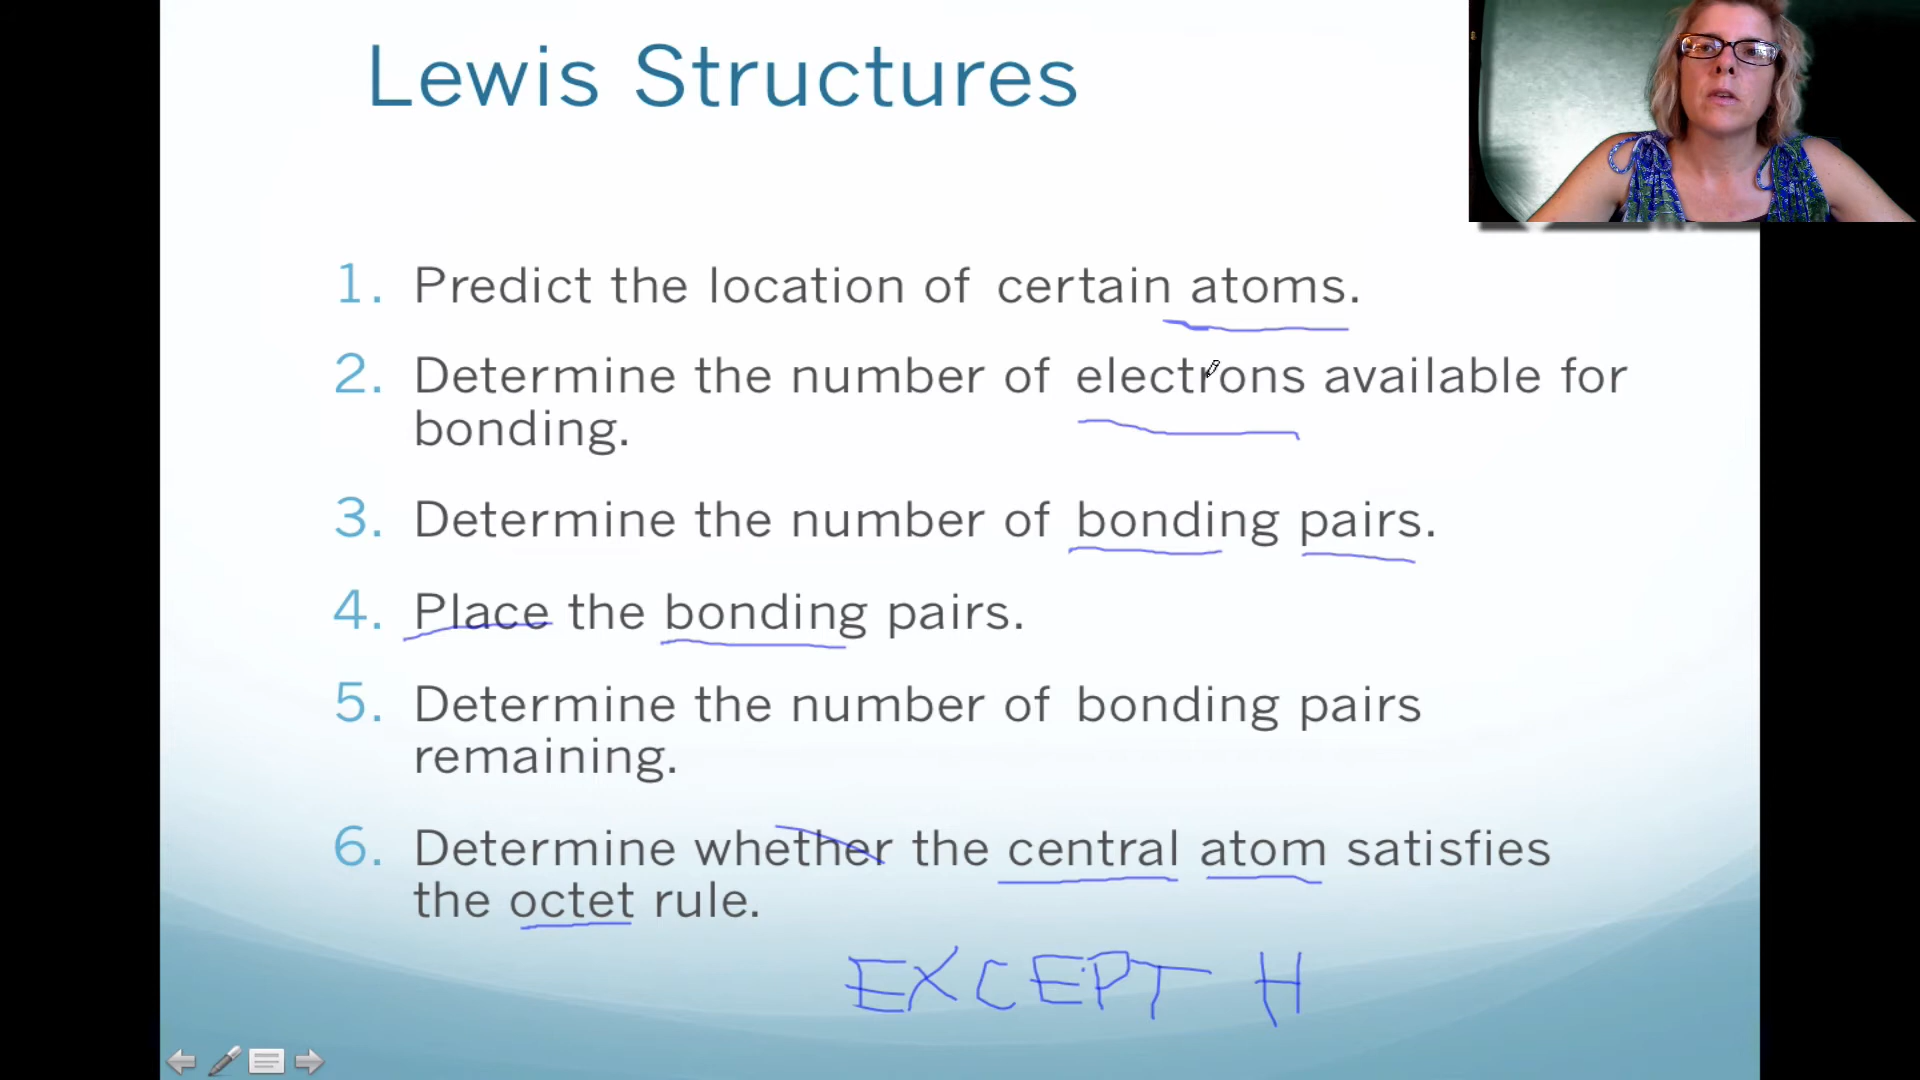 Lewis Structures
1. Predict the location of certain atoms.
2. Determine the number of electrons available for
bonding.
3. Determine the number of bonding pairs.
4. Place the bonding pairs.
5. Determine the number of bonding pairs
remaining.
6. Determine whether the central atom satisfies
the octet rule.
EXCEPT H